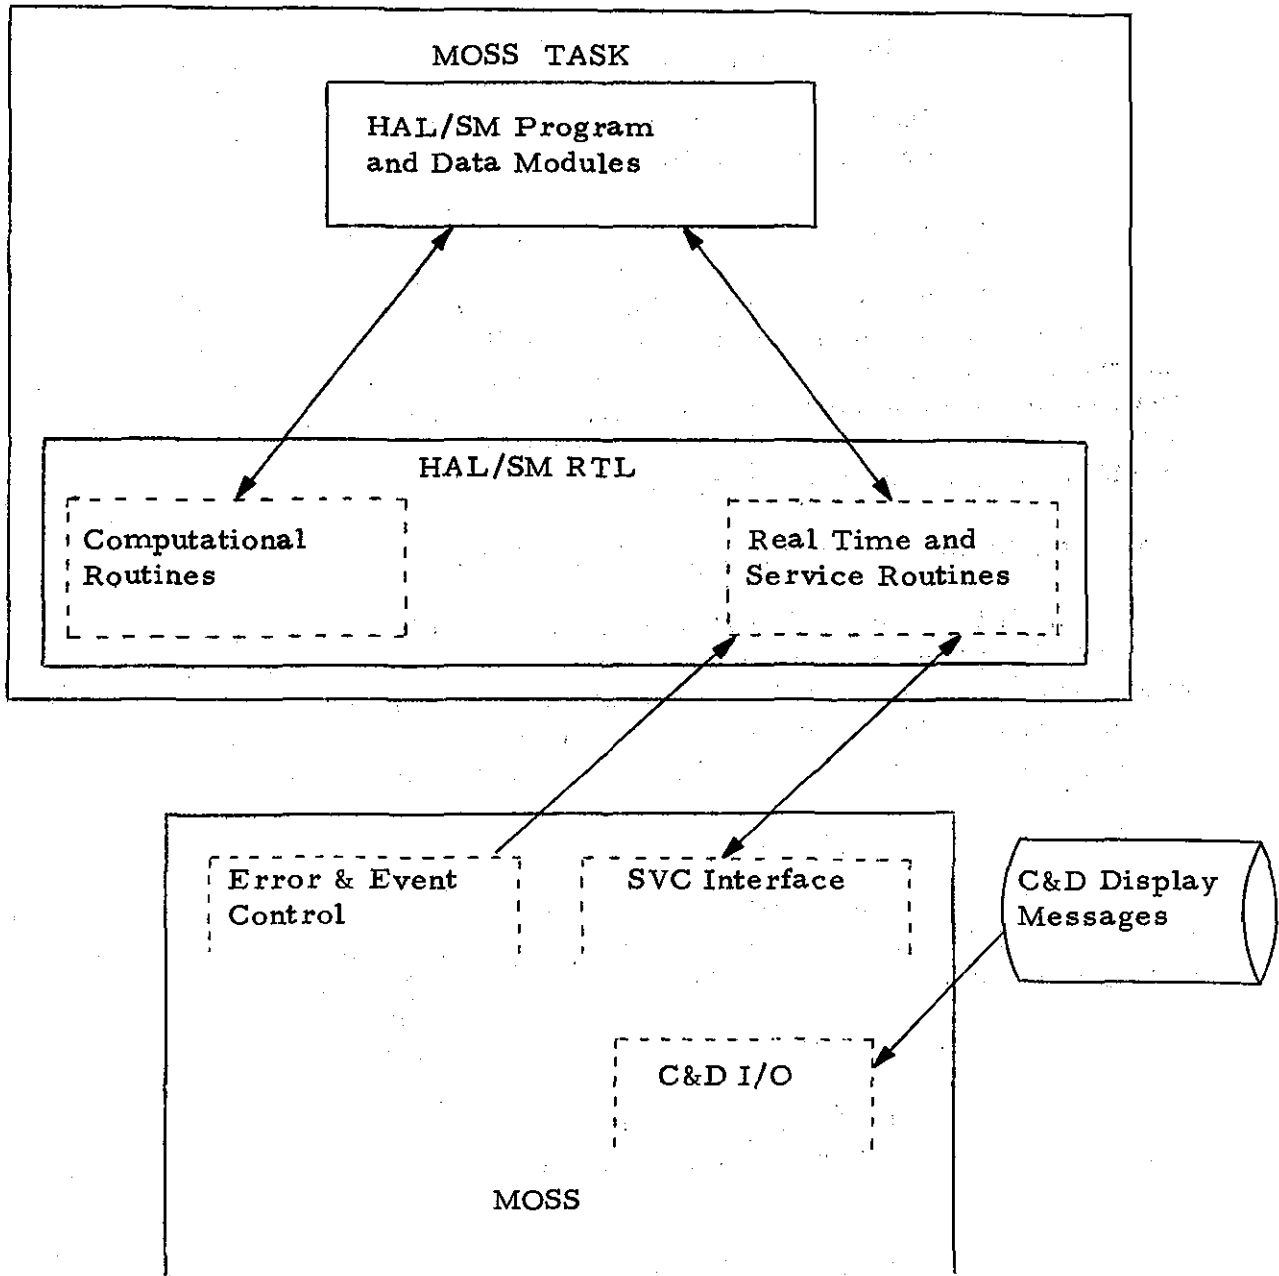 MOSS TASK
HAL/SM Program
and Data Modules
HAL/SM RTL
Computational
Routines
Real Time and
Service Routines
Error & Event
Control
SVC Interface
C&D Display
Messages
C&D I/O
MOSS